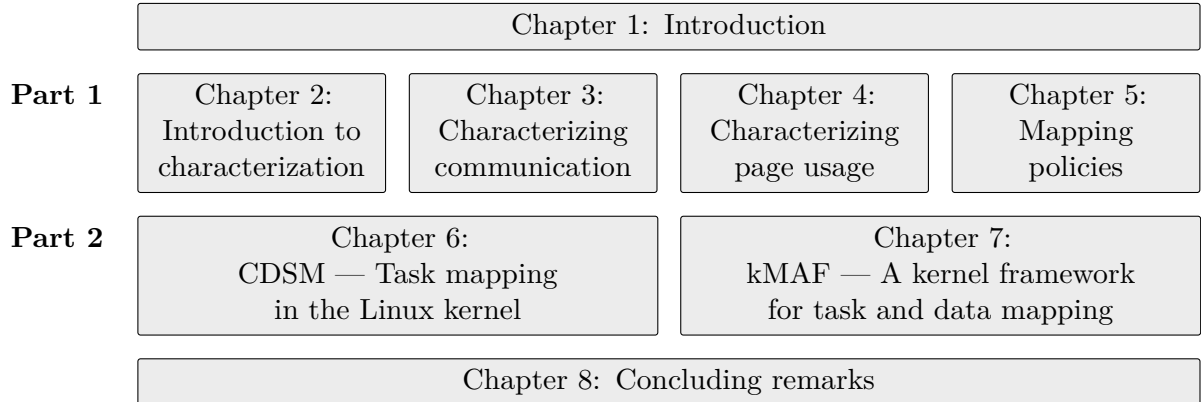 Chapter 1: Introduction
Part 1
Chapter 2:
Introduction to
characterization
Chapter 3:
Characterizing
communication
Chapter 4:
Characterizing
page usage
Chapter 5:
Mapping
policies
Part 2
Chapter 6:
CDSM — Task mapping
in the Linux kernel
Chapter 7:
kMAF — A kernel framework
for task and data mapping
Chapter 8: Concluding remarks